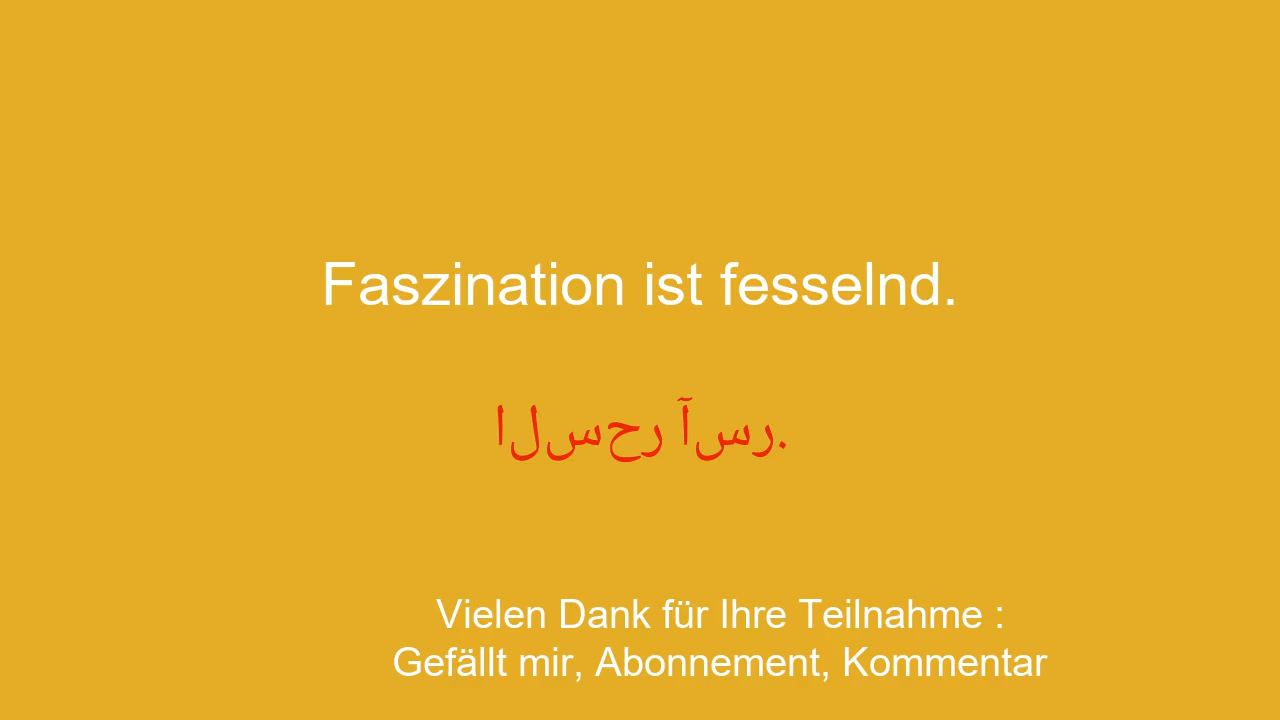 Faszination ist fesselnd.
السحر آسر.
Vielen Dank für Ihre Teilnahme :
Gefällt mir, Abonnement, Kommentar